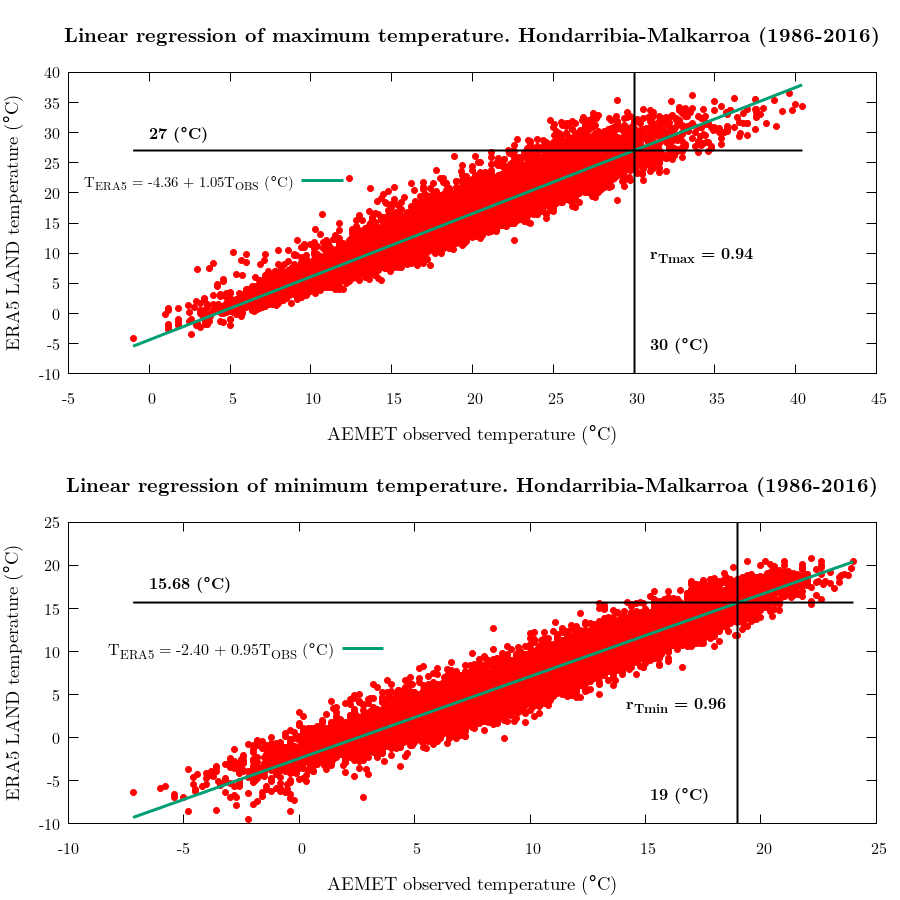 Linear regression of maximum temperature. Hondarribia-Malkarroa (1986-2016)
40
35
30
25
20
15
10
5
0
-5
-10
ERA5 LAND temperature (°C)
27 (°C)
T_ERA5 = -4.36 + 1.05T_OBS (°C)
r_Tmax = 0.94
30 (°C)
-5 0 5 10 15 20 25 30 35 40 45
AEMET observed temperature (°C)
Linear regression of minimum temperature. Hondarribia-Malkarroa (1986-2016)
25
20
15
10
5
0
-5
-10
ERA5 LAND temperature (°C)
15.68 (°C)
T_ERA5 = -2.40 + 0.95T_OBS (°C)
r_Tmin = 0.96
19 (°C)
-10 -5 0 5 10 15 20 25
AEMET observed temperature (°C)